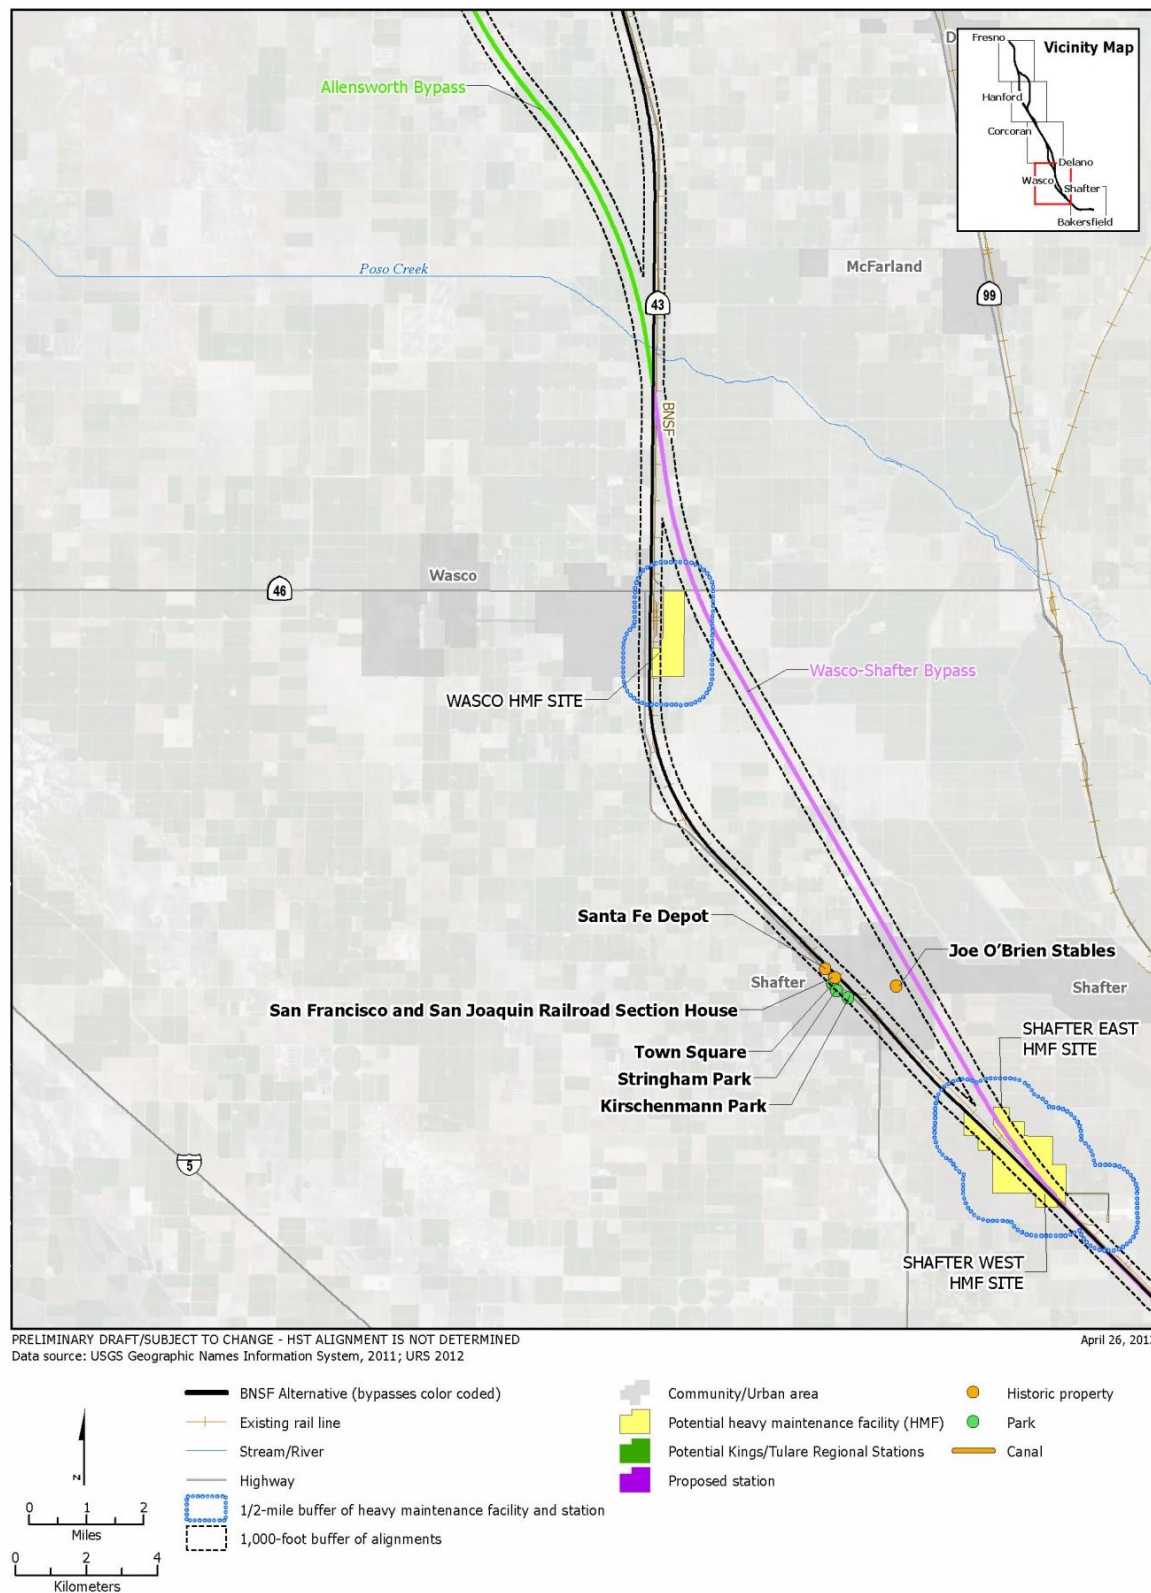 D
Fresno
Vicinity Map
Hanford
Corcoran
Delano
Wasco
Shafter
Bakersfield
Allensworth Bypass
Poso Creek
McFarland
43
99
BNSF
Wasco
46
Wasco-Shafter Bypass
WASCO HMF SITE
Santa Fe Depot
Joe O'Brien Stables
Shafter
Shafter
San Francisco and San Joaquin Railroad Section House
SHAFTER EAST
HMF SITE
Town Square
Stringham Park
Kirschenmann Park
5
SHAFTER WEST
HMF SITE
PRELIMINARY DRAFT/SUBJECT TO CHANGE - HST ALIGNMENT IS NOT DETERMINED
April 26, 201
Data source: USGS Geographic Names Information System, 2011; URS 2012
BNSF Alternative (bypasses color coded)
Existing rail line
Stream/River
Highway
1/2-mile buffer of heavy maintenance facility and station
1,000-foot buffer of alignments
Community/Urban area
Potential heavy maintenance facility (HMF)
Potential Kings/Tulare Regional Stations
Proposed station
Historic property
Park
Canal
N
0 1 2
Miles
0 2 4
Kilometers